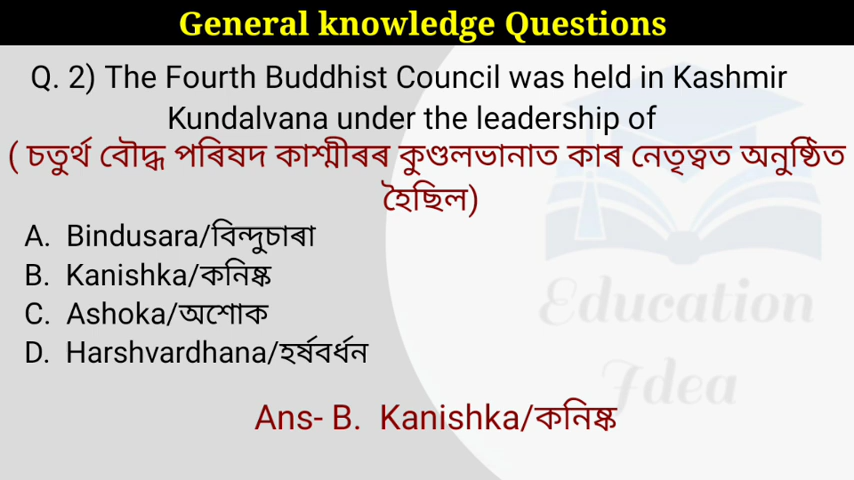 General knowledge Questions
Q. 2) The Fourth Buddhist Council was held in Kashmir
Kundalvana under the leadership of
( চতুৰ্থ বৌদ্ধ পৰিষদ কাশ্মীৰৰ কুণ্ডলভানাত কাৰ নেতৃত্বত অনুষ্ঠিত
হৈছিল)
A. Bindusara/বিন্দুচাৰা
B. Kanishka/কনিষ্ক
C. Ashoka/অশোক
D. Harshvardhana/হৰ্ষবৰ্ধন
Education
Idea
Ans- B. Kanishka/কনিষ্ক